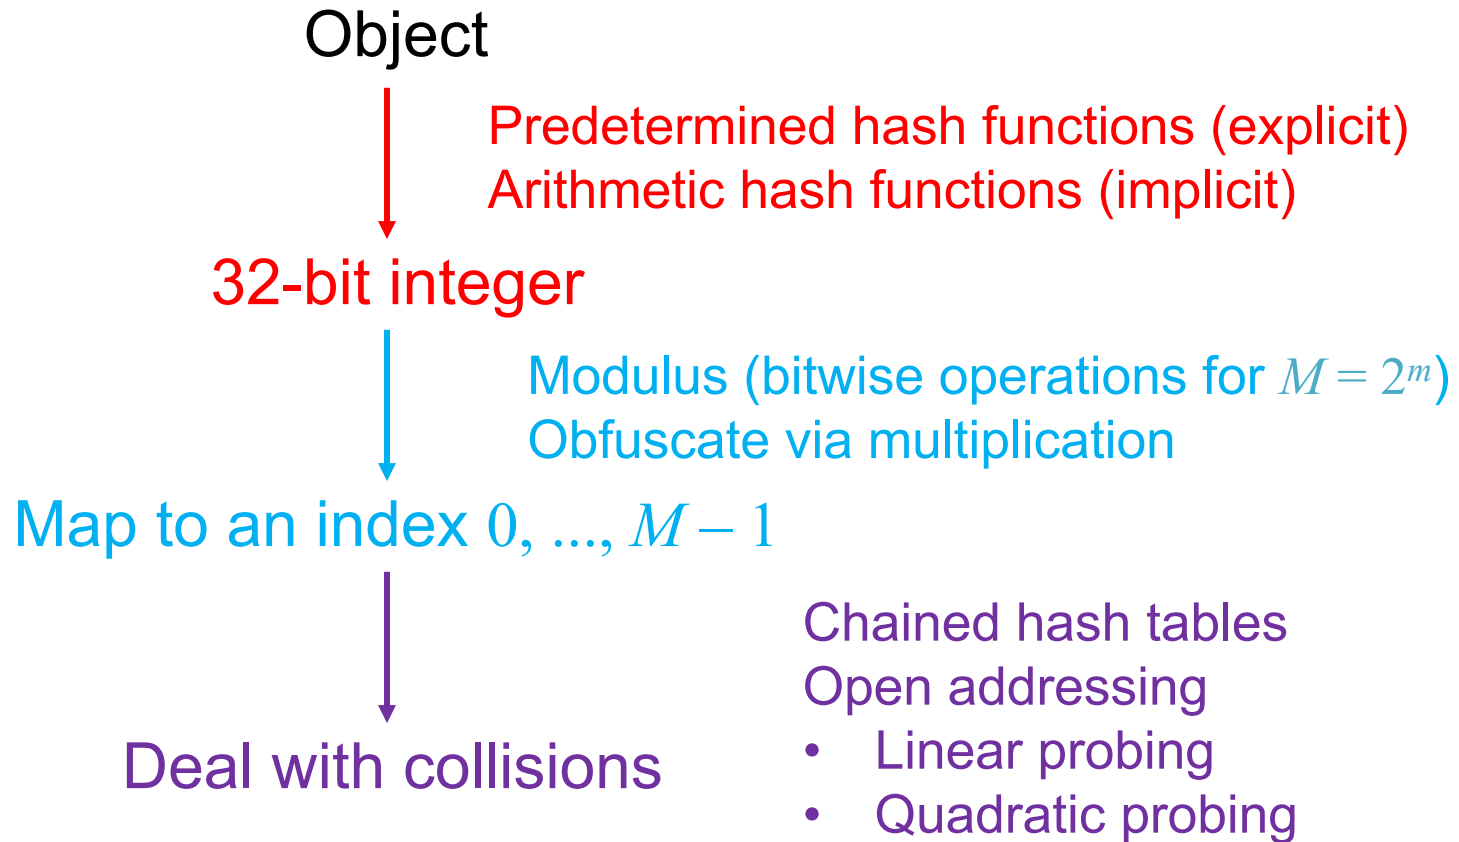 Object
Predetermined hash functions (explicit)
Arithmetic hash functions (implicit)
32-bit integer
Modulus (bitwise operations for M = 2ᵐ)
Obfuscate via multiplication
Map to an index 0, ..., M – 1
Chained hash tables
Open addressing
• Linear probing
Deal with collisions
• Quadratic probing